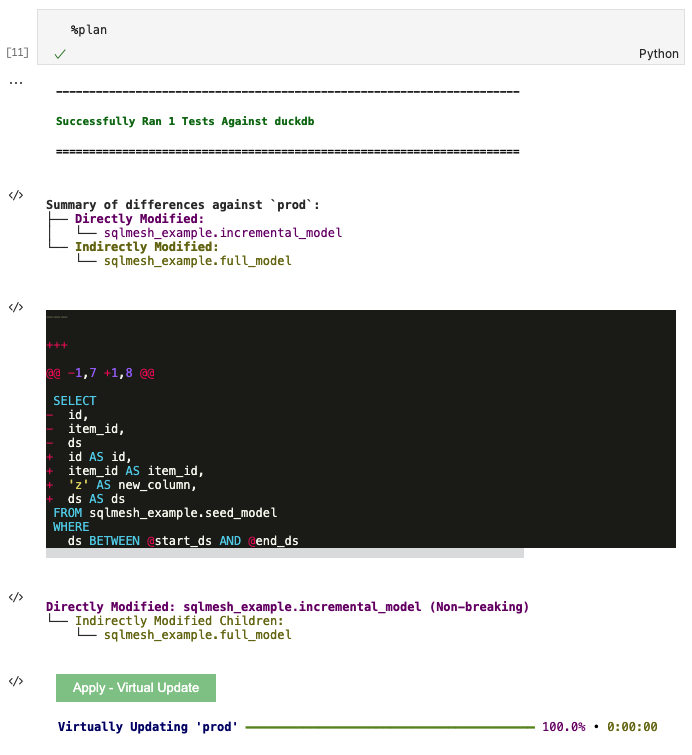 %plan
[11]
Python
...
----------------------------------------------------------------------
Successfully Ran 1 Tests Against duckdb
======================================================================
</>
Summary of differences against `prod`:
├── Directly Modified:
│   └── sqlmesh_example.incremental_model
└── Indirectly Modified:
    └── sqlmesh_example.full_model
</>
---
+++
@@ -1,7 +1,8 @@
 SELECT
-  id,
-  item_id,
-  ds
+  id AS id,
+  item_id AS item_id,
+  'z' AS new_column,
+  ds AS ds
 FROM sqlmesh_example.seed_model
 WHERE
   ds BETWEEN @start_ds AND @end_ds
</>
Directly Modified: sqlmesh_example.incremental_model (Non-breaking)
└── Indirectly Modified Children:
    └── sqlmesh_example.full_model
</>
Apply - Virtual Update
Virtually Updating 'prod' 100.0% • 0:00:00